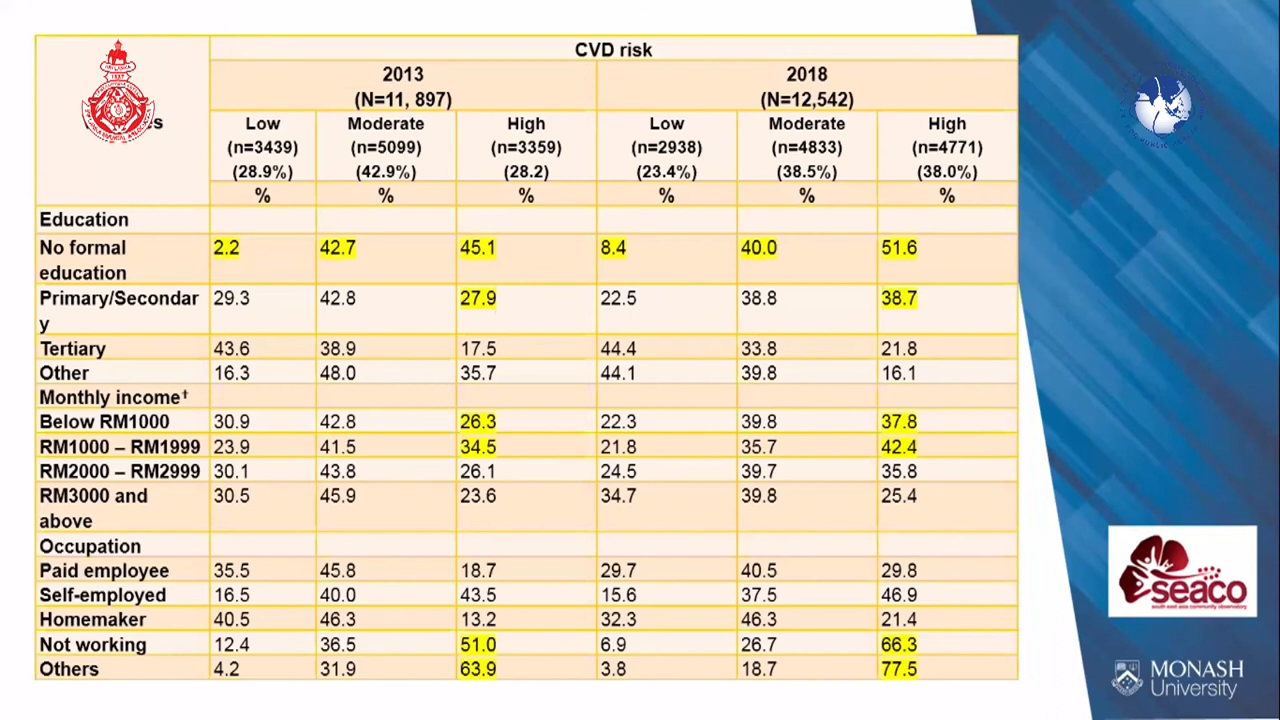 CVD risk
2013 2018
(N=11, 897) (N=12,542)
s Low Moderate High Low Moderate High
(n=3439) (n=5099) (n=3359) (n=2938) (n=4833) (n=4771)
(28.9%) (42.9%) (28.2) (23.4%) (38.5%) (38.0%)
% % % % % %
Education
No formal 2.2 42.7 45.1 8.4 40.0 51.6
education
Primary/Secondar 29.3 42.8 27.9 22.5 38.8 38.7
y
Tertiary 43.6 38.9 17.5 44.4 33.8 21.8
Other 16.3 48.0 35.7 44.1 39.8 16.1
Monthly income†
Below RM1000 30.9 42.8 26.3 22.3 39.8 37.8
RM1000 – RM1999 23.9 41.5 34.5 21.8 35.7 42.4
RM2000 – RM2999 30.1 43.8 26.1 24.5 39.7 35.8
RM3000 and 30.5 45.9 23.6 34.7 39.8 25.4
above
Occupation
Paid employee 35.5 45.8 18.7 29.7 40.5 29.8
Self-employed 16.5 40.0 43.5 15.6 37.5 46.9
Homemaker 40.5 46.3 13.2 32.3 46.3 21.4
Not working 12.4 36.5 51.0 6.9 26.7 66.3
Others 4.2 31.9 63.9 3.8 18.7 77.5
seaco
south east asia community observatory
MONASH
University